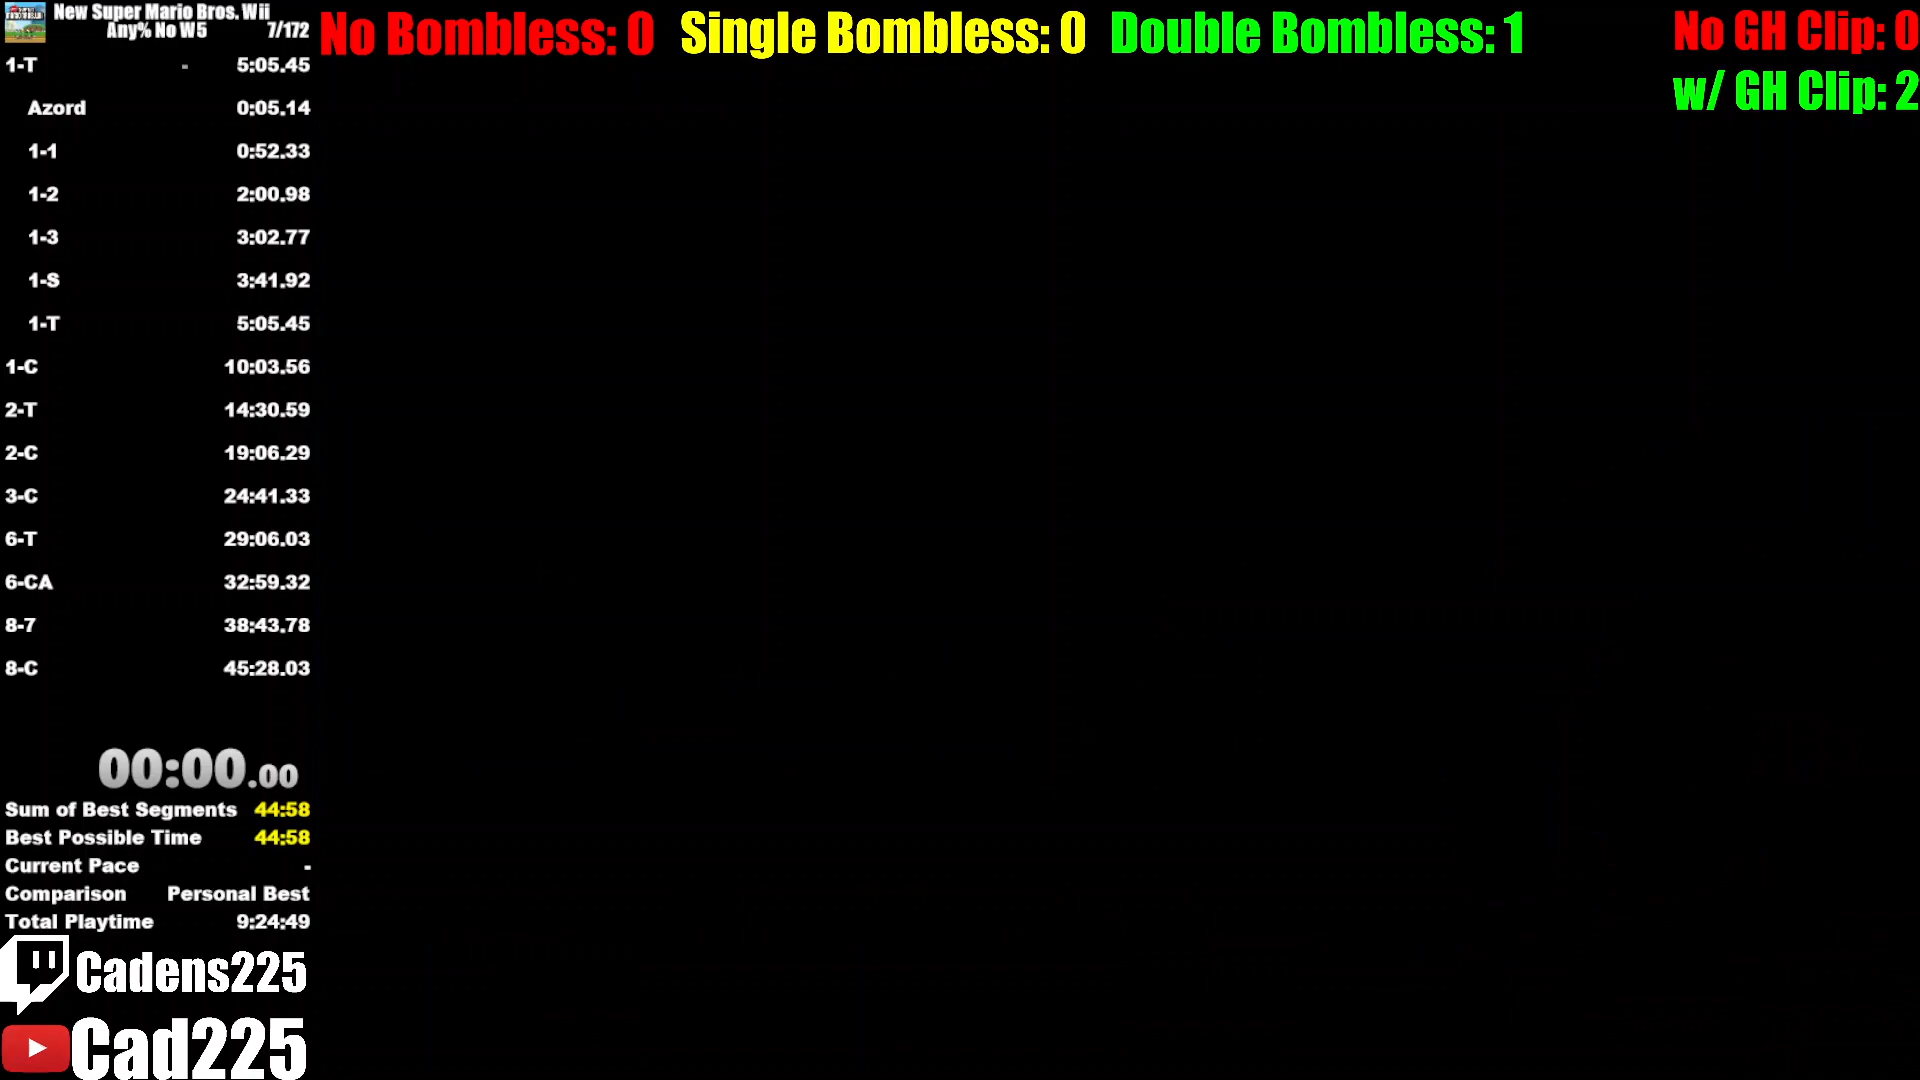 New Super Mario Bros. Wii
Any% No W5 7/172
No Bombless: 0 Single Bombless: 0 Double Bombless: 1
No GH Clip: 0
w/ GH Clip: 2
1-T - 5:05.45
Azord 0:05.14
1-1 0:52.33
1-2 2:00.98
1-3 3:02.77
1-S 3:41.92
1-T 5:05.45
1-C 10:03.56
2-T 14:30.59
2-C 19:06.29
3-C 24:41.33
6-T 29:06.03
6-CA 32:59.32
8-7 38:43.78
8-C 45:28.03
00:00.00
Sum of Best Segments 44:58
Best Possible Time 44:58
Current Pace -
Comparison Personal Best
Total Playtime 9:24:49
Cadens225
Cad225